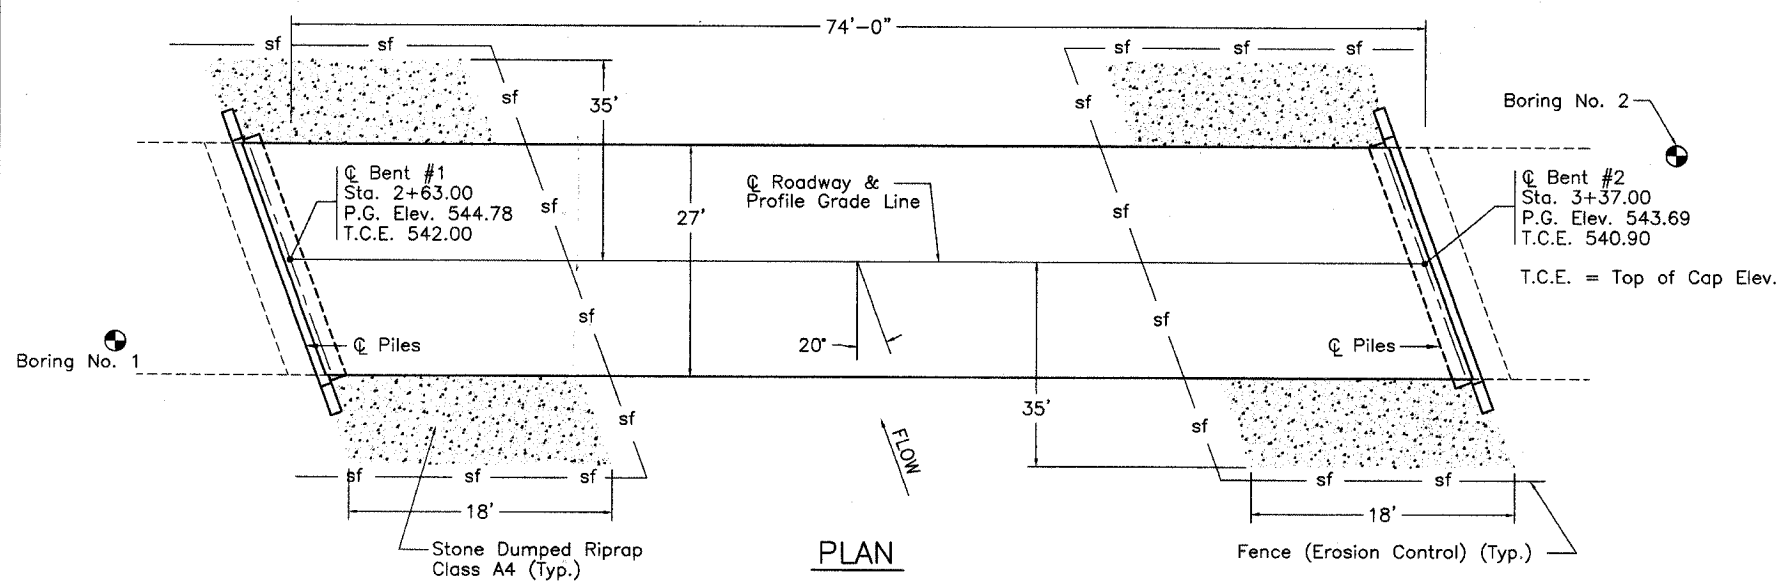 74'-0"
sf
sf
sf
sf
sf
35'
sf
sf
Boring No. 2
℄ Bent #1
Sta. 2+63.00
P.G. Elev. 544.78
T.C.E. 542.00
℄ Roadway &
Profile Grade Line
27'
sf
sf
℄ Bent #2
Sta. 3+37.00
P.G. Elev. 543.69
T.C.E. 540.90
T.C.E. = Top of Cap Elev.
sf
sf
Boring No. 1
℄ Piles
20°
℄ Piles
sf
35'
sf
FLOW
sf
sf
sf
sf
sf
18'
18'
Stone Dumped Riprap
Class A4 (Typ.)
PLAN
Fence (Erosion Control) (Typ.)